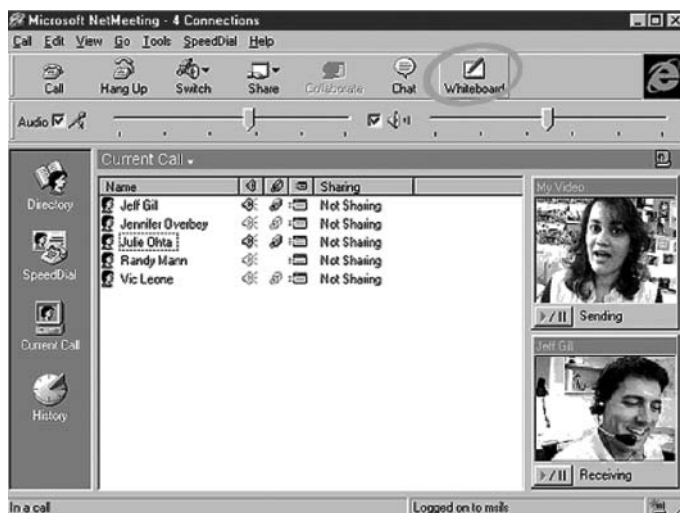 Microsoft NetMeeting - 4 Connections
Call Edit View Go Tools SpeedDial Help
Call Hang Up Switch Share Collaborate Chat Whiteboard
Audio
Current Call
Directory
SpeedDial
Current Call
History
Name Sharing
Jeff Gill Not Sharing
Jennifer Overbey Not Sharing
Julie Ohta Not Sharing
Randy Mann Not Sharing
Vic Leone Not Sharing
My Video
Sending
Jeff Gill
Receiving
In a call Logged on to msils